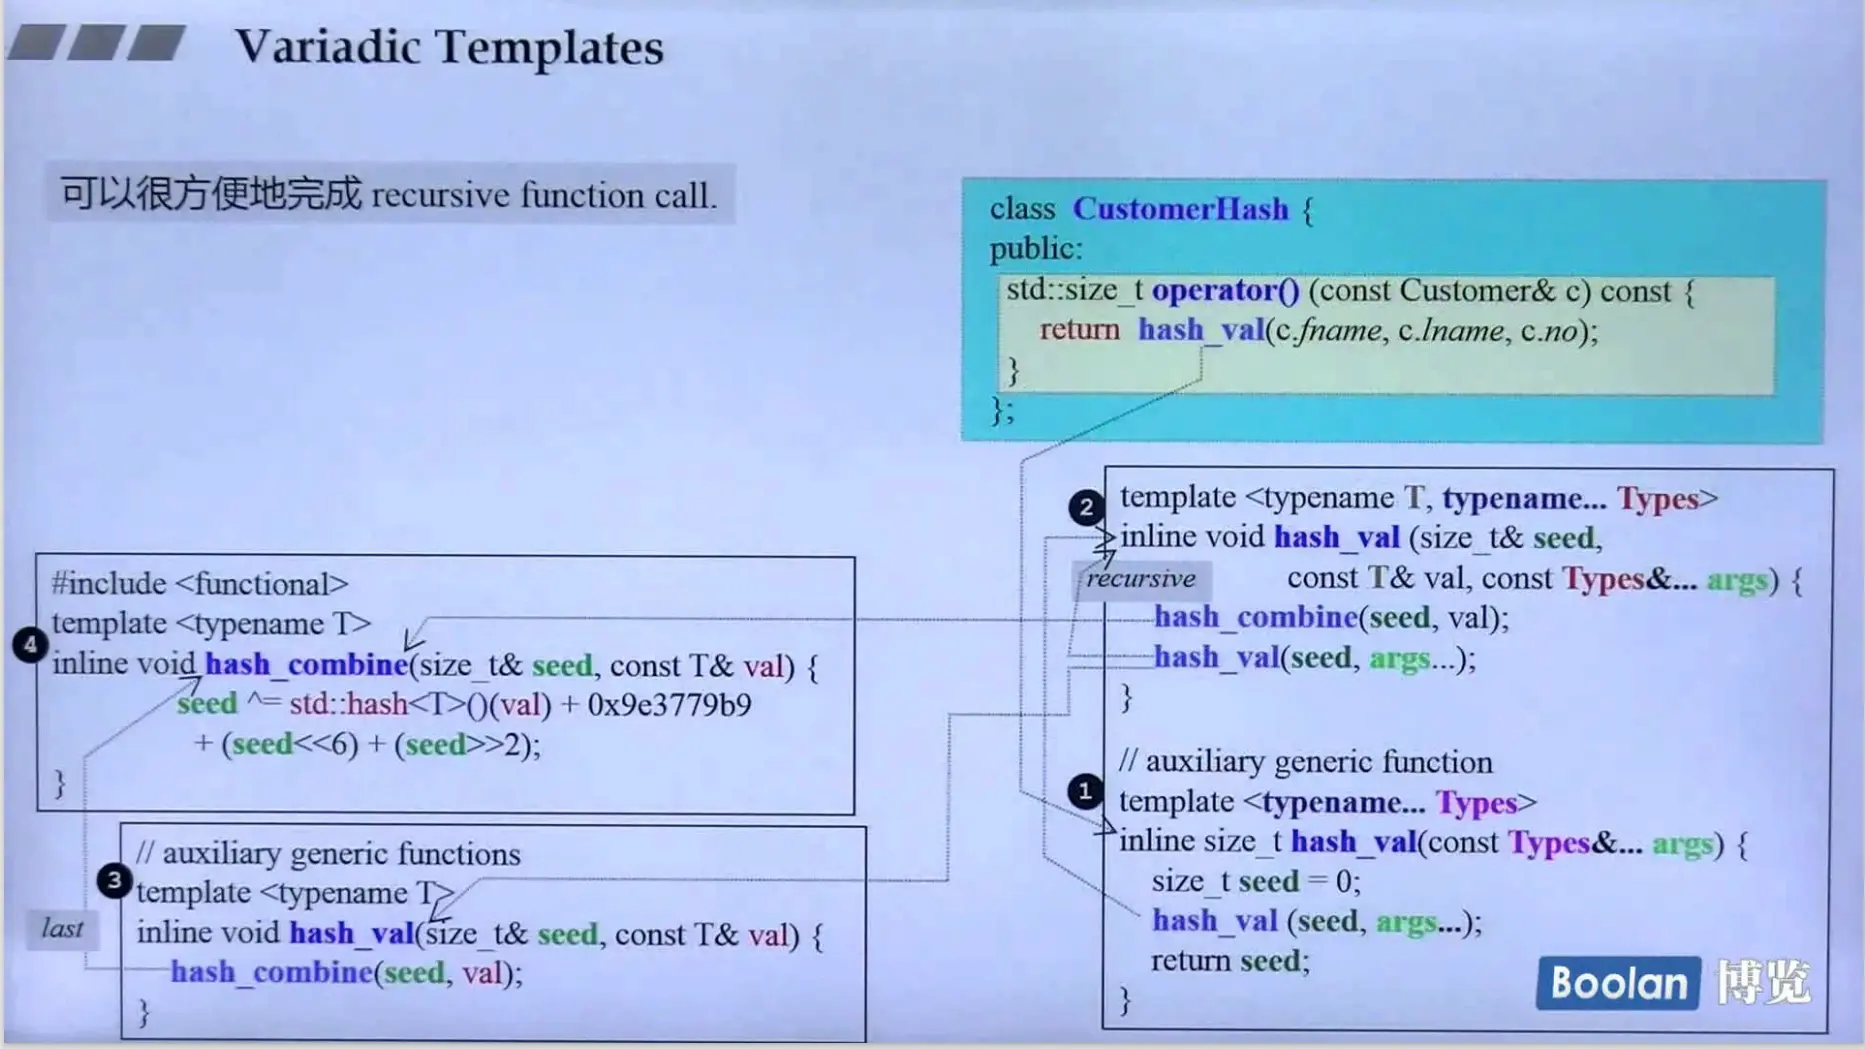 Variadic Templates
可以很方便地完成 recursive function call.
class CustomerHash {
public:
std::size_t operator() (const Customer& c) const {
return hash_val(c.fname, c.lname, c.no);
}
};
2
template <typename T, typename... Types>
inline void hash_val (size_t& seed,
recursive
const T& val, const Types&... args) {
hash_combine(seed, val);
hash_val(seed, args...);
}
// auxiliary generic function
1
template <typename... Types>
inline size_t hash_val(const Types&... args) {
size_t seed = 0;
hash_val (seed, args...);
return seed;
}
#include <functional>
template <typename T>
4
inline void hash_combine(size_t& seed, const T& val) {
seed ^= std::hash<T>()(val) + 0x9e3779b9
+ (seed<<6) + (seed>>2);
}
// auxiliary generic functions
3
template <typename T>
last
inline void hash_val(size_t& seed, const T& val) {
hash_combine(seed, val);
}
Boolan 博览